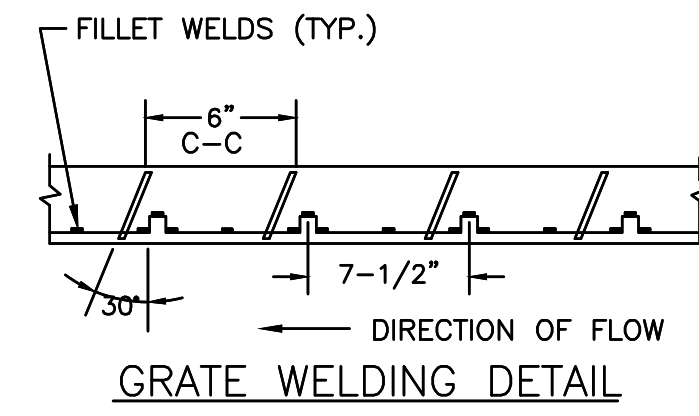 FILLET WELDS (TYP.)
6"
C-C
7-1/2"
30°
DIRECTION OF FLOW
GRATE WELDING DETAIL